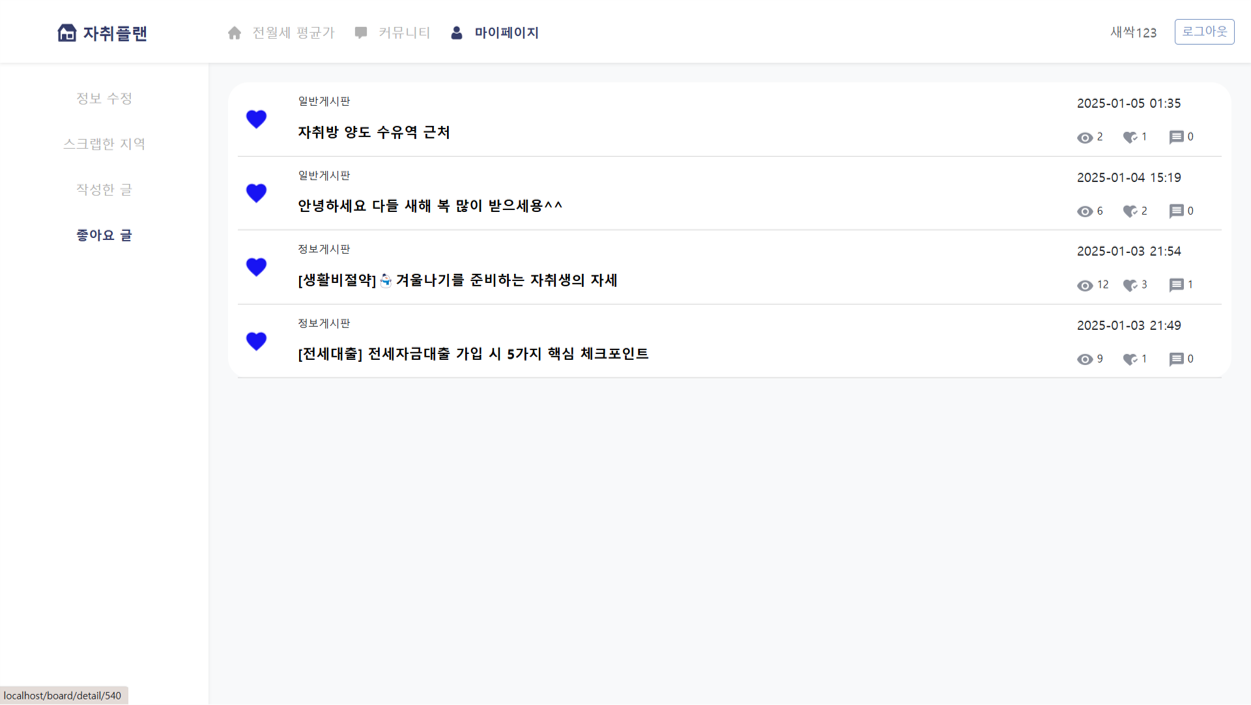 자취플랜
전월세 평균가
커뮤니티
마이페이지
새싹123
로그아웃
정보 수정
스크랩한 지역
작성한 글
좋아요 글
일반게시판
자취방 양도 수유역 근처
2025-01-05 01:35
2 1 0
일반게시판
안녕하세요 다들 새해 복 많이 받으세용^^
2025-01-04 15:19
6 2 0
정보게시판
[생활비절약]⛄겨울나기를 준비하는 자취생의 자세
2025-01-03 21:54
12 3 1
정보게시판
[전세대출] 전세자금대출 가입 시 5가지 핵심 체크포인트
2025-01-03 21:49
9 1 0
localhost/board/detail/540